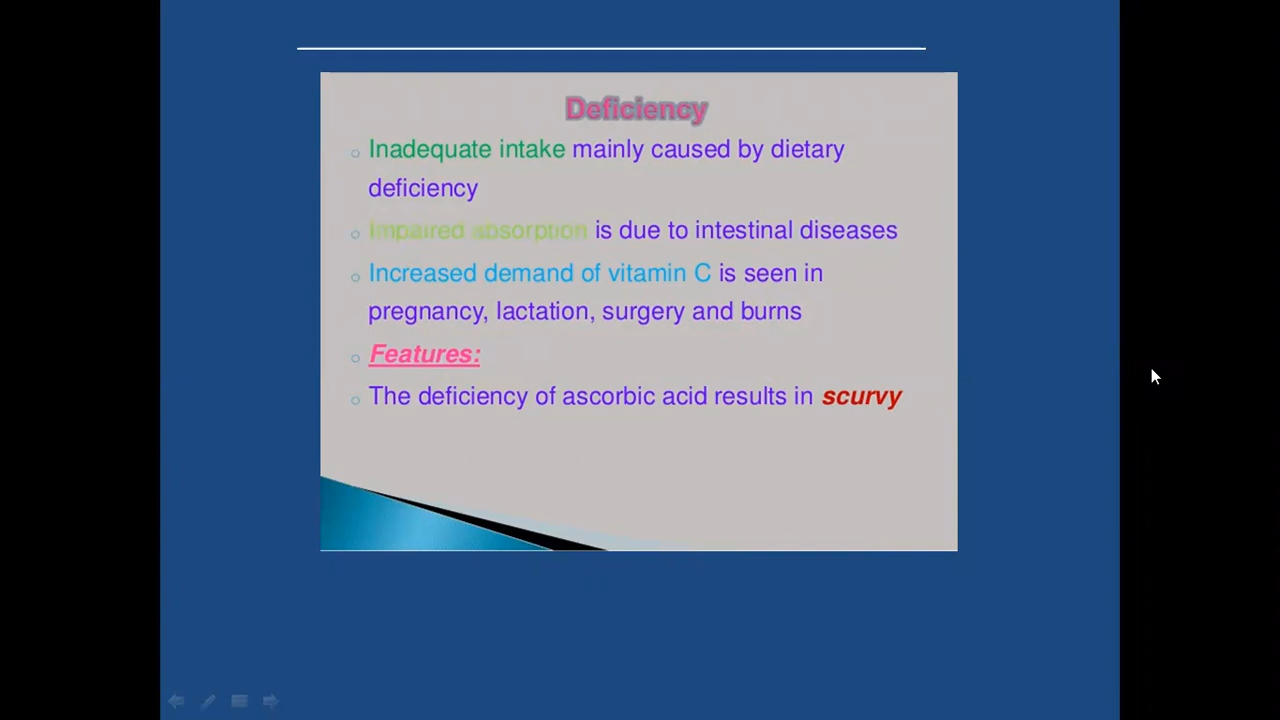 Deficiency
Inadequate intake mainly caused by dietary
deficiency
Impaired absorption is due to intestinal diseases
Increased demand of vitamin C is seen in
pregnancy, lactation, surgery and burns
Features:
The deficiency of ascorbic acid results in scurvy